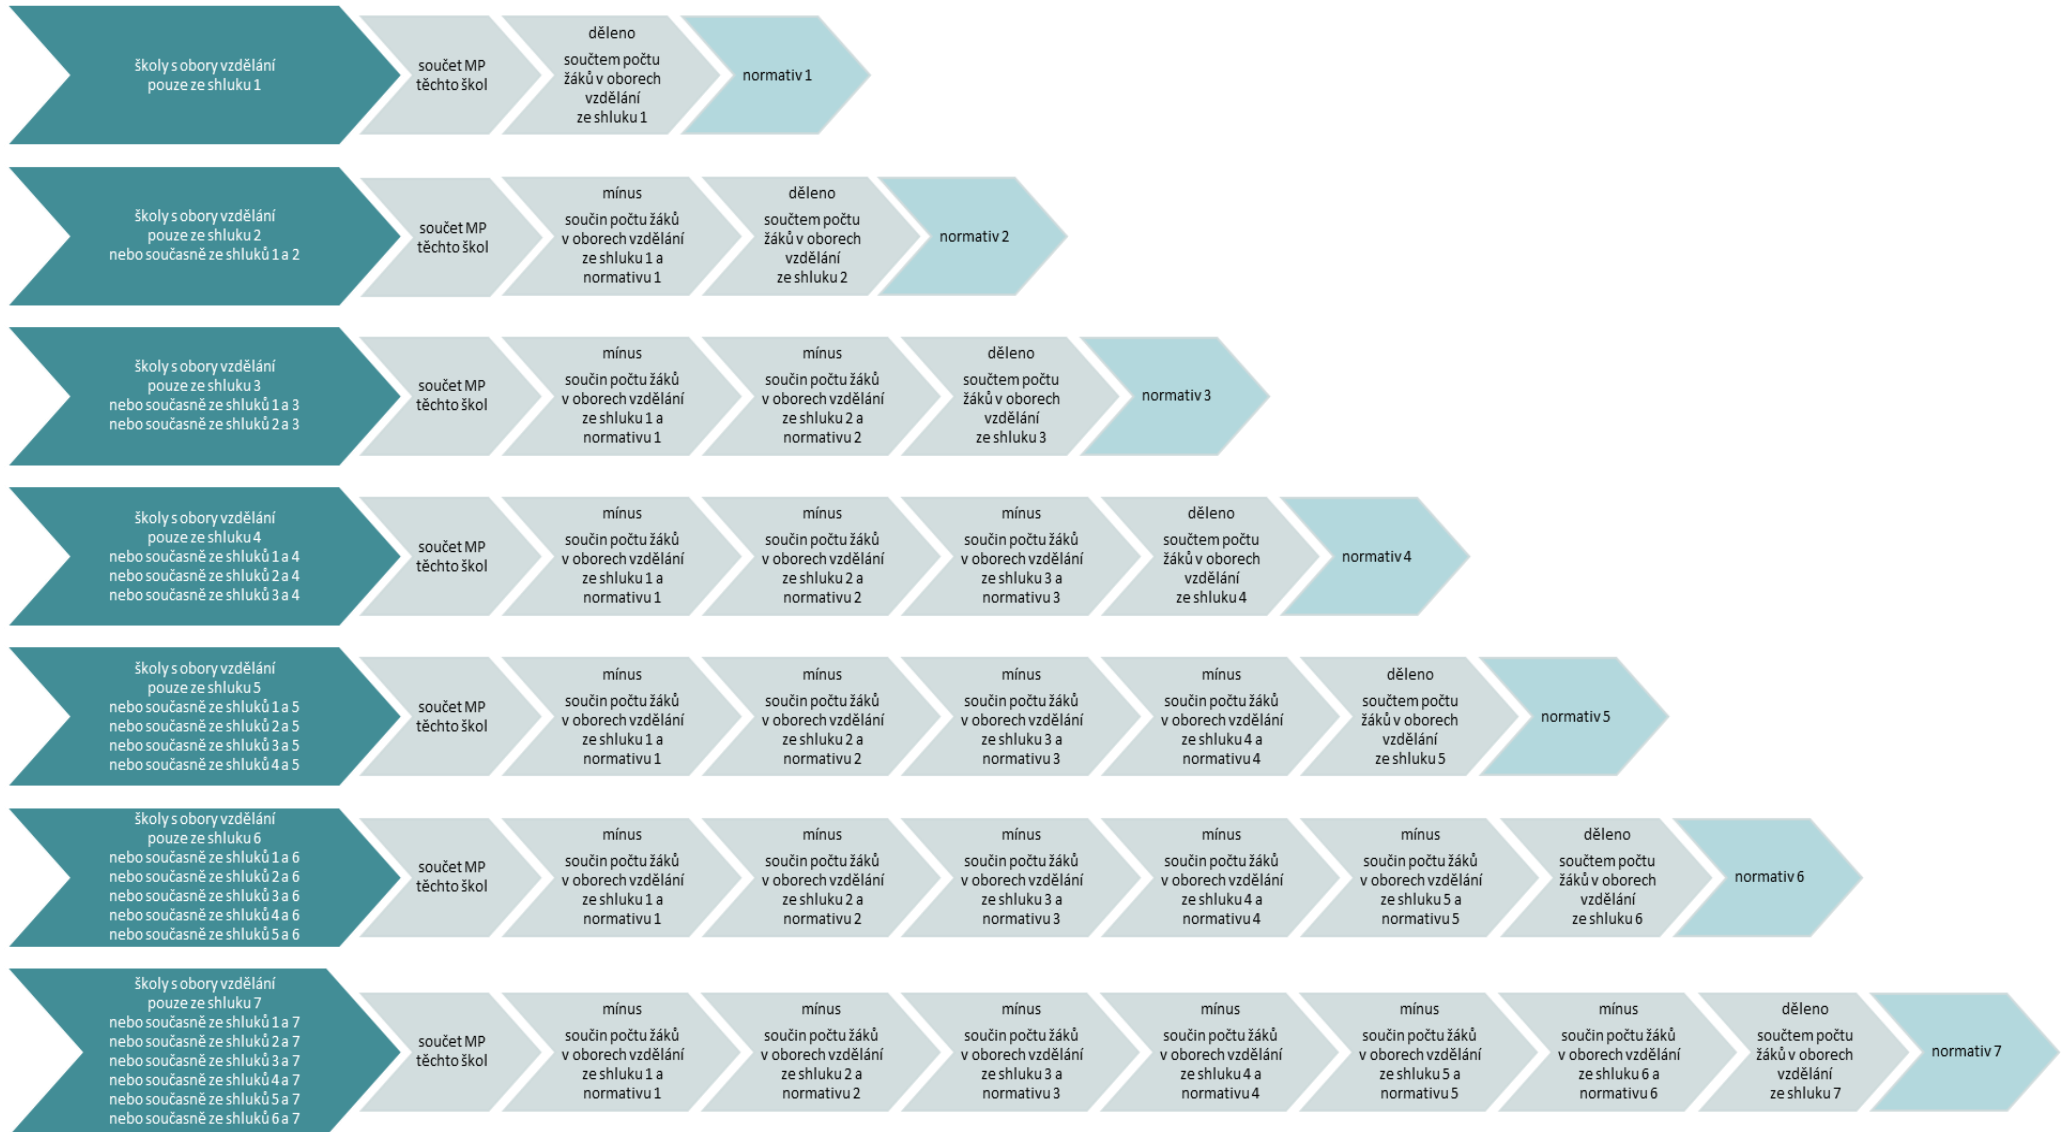 školy s obory vzdělání
pouze ze shluku 1
součet MP
těchto škol
děleno
součtem počtu
žáků v oborech
vzdělání
ze shluku 1
normativ 1
školy s obory vzdělání
pouze ze shluku 2
nebo současně ze shluků 1 a 2
součet MP
těchto škol
mínus
součin počtu žáků
v oborech vzdělání
ze shluku 1 a
normativu 1
děleno
součtem počtu
žáků v oborech
vzdělání
ze shluku 2
normativ 2
školy s obory vzdělání
pouze ze shluku 3
nebo současně ze shluků 1 a 3
nebo současně ze shluků 2 a 3
součet MP
těchto škol
mínus
součin počtu žáků
v oborech vzdělání
ze shluku 1 a
normativu 1
mínus
součin počtu žáků
v oborech vzdělání
ze shluku 2 a
normativu 2
děleno
součtem počtu
žáků v oborech
vzdělání
ze shluku 3
normativ 3
školy s obory vzdělání
pouze ze shluku 4
nebo současně ze shluků 1 a 4
nebo současně ze shluků 2 a 4
nebo současně ze shluků 3 a 4
součet MP
těchto škol
mínus
součin počtu žáků
v oborech vzdělání
ze shluku 1 a
normativu 1
mínus
součin počtu žáků
v oborech vzdělání
ze shluku 2 a
normativu 2
mínus
součin počtu žáků
v oborech vzdělání
ze shluku 3 a
normativu 3
děleno
součtem počtu
žáků v oborech
vzdělání
ze shluku 4
normativ 4
školy s obory vzdělání
pouze ze shluku 5
nebo současně ze shluků 1 a 5
nebo současně ze shluků 2 a 5
nebo současně ze shluků 3 a 5
nebo současně ze shluků 4 a 5
součet MP
těchto škol
mínus
součin počtu žáků
v oborech vzdělání
ze shluku 1 a
normativu 1
mínus
součin počtu žáků
v oborech vzdělání
ze shluku 2 a
normativu 2
mínus
součin počtu žáků
v oborech vzdělání
ze shluku 3 a
normativu 3
mínus
součin počtu žáků
v oborech vzdělání
ze shluku 4 a
normativu 4
děleno
součtem počtu
žáků v oborech
vzdělání
ze shluku 5
normativ 5
školy s obory vzdělání
pouze ze shluku 6
nebo současně ze shluků 1 a 6
nebo současně ze shluků 2 a 6
nebo současně ze shluků 3 a 6
nebo současně ze shluků 4 a 6
nebo současně ze shluků 5 a 6
součet MP
těchto škol
mínus
součin počtu žáků
v oborech vzdělání
ze shluku 1 a
normativu 1
mínus
součin počtu žáků
v oborech vzdělání
ze shluku 2 a
normativu 2
mínus
součin počtu žáků
v oborech vzdělání
ze shluku 3 a
normativu 3
mínus
součin počtu žáků
v oborech vzdělání
ze shluku 4 a
normativu 4
mínus
součin počtu žáků
v oborech vzdělání
ze shluku 5 a
normativu 5
děleno
součtem počtu
žáků v oborech
vzdělání
ze shluku 6
normativ 6
školy s obory vzdělání
pouze ze shluku 7
nebo současně ze shluků 1 a 7
nebo současně ze shluků 2 a 7
nebo současně ze shluků 3 a 7
nebo současně ze shluků 4 a 7
nebo současně ze shluků 5 a 7
nebo současně ze shluků 6 a 7
součet MP
těchto škol
mínus
součin počtu žáků
v oborech vzdělání
ze shluku 1 a
normativu 1
mínus
součin počtu žáků
v oborech vzdělání
ze shluku 2 a
normativu 2
mínus
součin počtu žáků
v oborech vzdělání
ze shluku 3 a
normativu 3
mínus
součin počtu žáků
v oborech vzdělání
ze shluku 4 a
normativu 4
mínus
součin počtu žáků
v oborech vzdělání
ze shluku 5 a
normativu 5
mínus
součin počtu žáků
v oborech vzdělání
ze shluku 6 a
normativu 6
děleno
součtem počtu
žáků v oborech
vzdělání
ze shluku 7
normativ 7